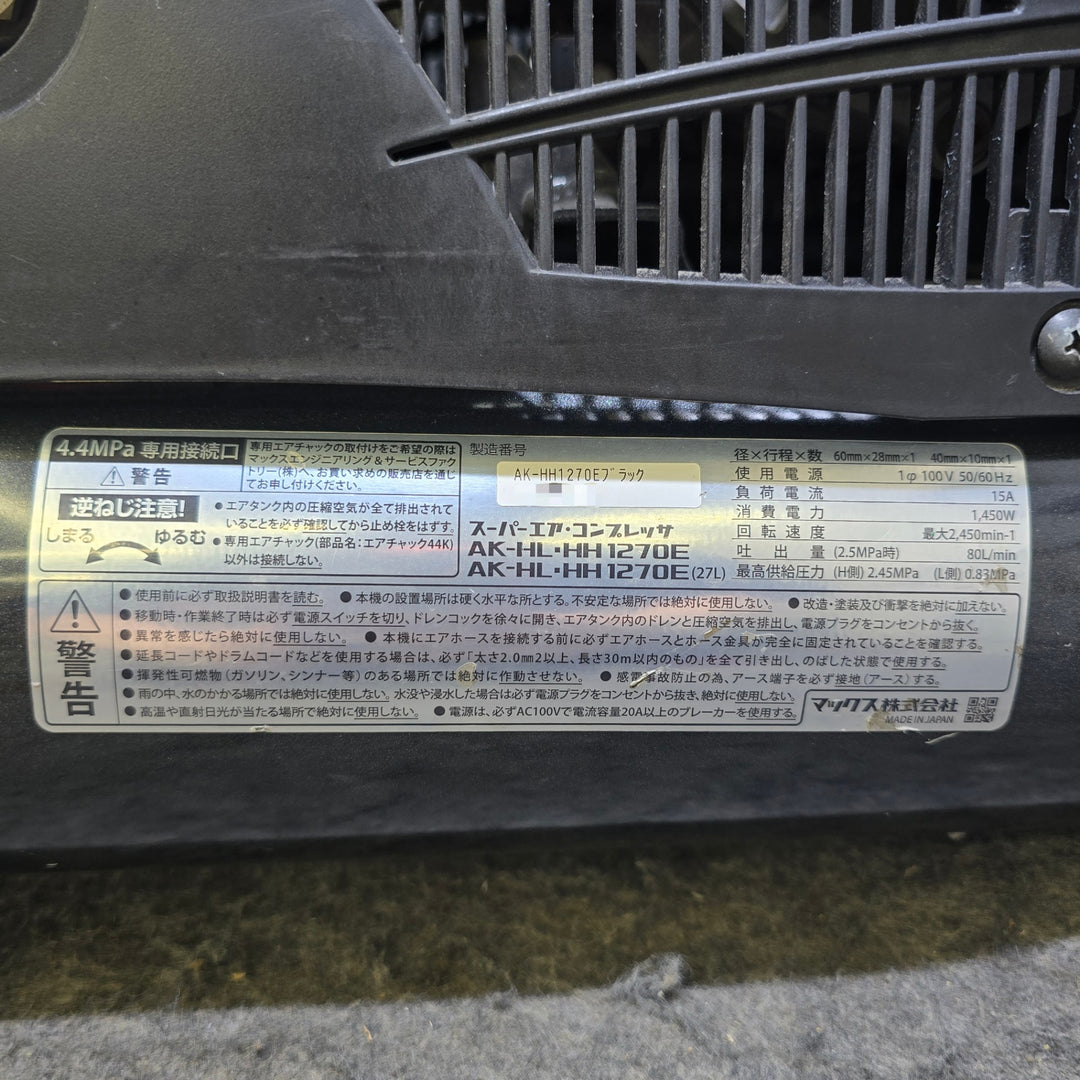 4.4MPa 専用接続口
専用エアチャックの取付けをご希望の際は
マックスエンジニアリング&サービスファク
トリー(株)へ、お買い求めの販売店を通じ
てお申し付けください。
警告
逆ねじ注意!
しまる ゆるむ
●エアタンク内の圧縮空気が全て排出されて
いることを必ず確認してから止め栓をはずす。
●専用エアチャック(部品名:エアチャック44K)
以外は接続しない。
製造番号
AK-HH1270Eブラック
スーパーエア・コンプレッサ
AK-HL・HH1270E
AK-HL・HH1270E(27L)
径×行程×数 60mm×28mm×1 40mm×10mm×1
使用電源 1φ 100V 50/60Hz
負荷電流 15A
消費電力 1,450W
回転速度 最大2,450min-1
吐出量(2.5MPa時) 80L/min
最高供給圧力 (H側) 2.45MPa (L側) 0.83MPa
警告
●使用前に必ず取扱説明書を読む。 ●本機の設置場所は硬く水平な所とする。不安定な場所では絶対に使用しない。 ●改造・塗装及び衝撃を絶対に加えない。
●移動時・作業終了時は必ず電源スイッチを切り、ドレンコックを徐々に開き、エアタンク内のドレンと圧縮空気を排出し、電源プラグをコンセントから抜く。
●異常を感じたら絶対に使用しない。 ●本機にエアホースを接続する前に必ずエアホースとホース金具が完全に固定されていることを確認する。
●延長コードやドラムコードなどを使用する場合は、必ず「太さ2.0mm2以上、長さ30m以内のもの」を全て引き出し、のばした状態で使用する。
●揮発性可燃物(ガソリン、シンナー等)のある場所では絶対に作動させない。 ●感電事故防止の為、アース端子を必ず接地(アース)する。
●雨の中、水のかかる場所では絶対に使用しない。水没や浸水した場合は必ず電源プラグをコンセントから抜き、絶対に使用しない。
●高温や直射日光が当たる場所で絶対に使用しない。 ●電源は、必ずAC100Vで電流容量20A以上のブレーカーを使用する。
マックス株式会社
MADE IN JAPAN